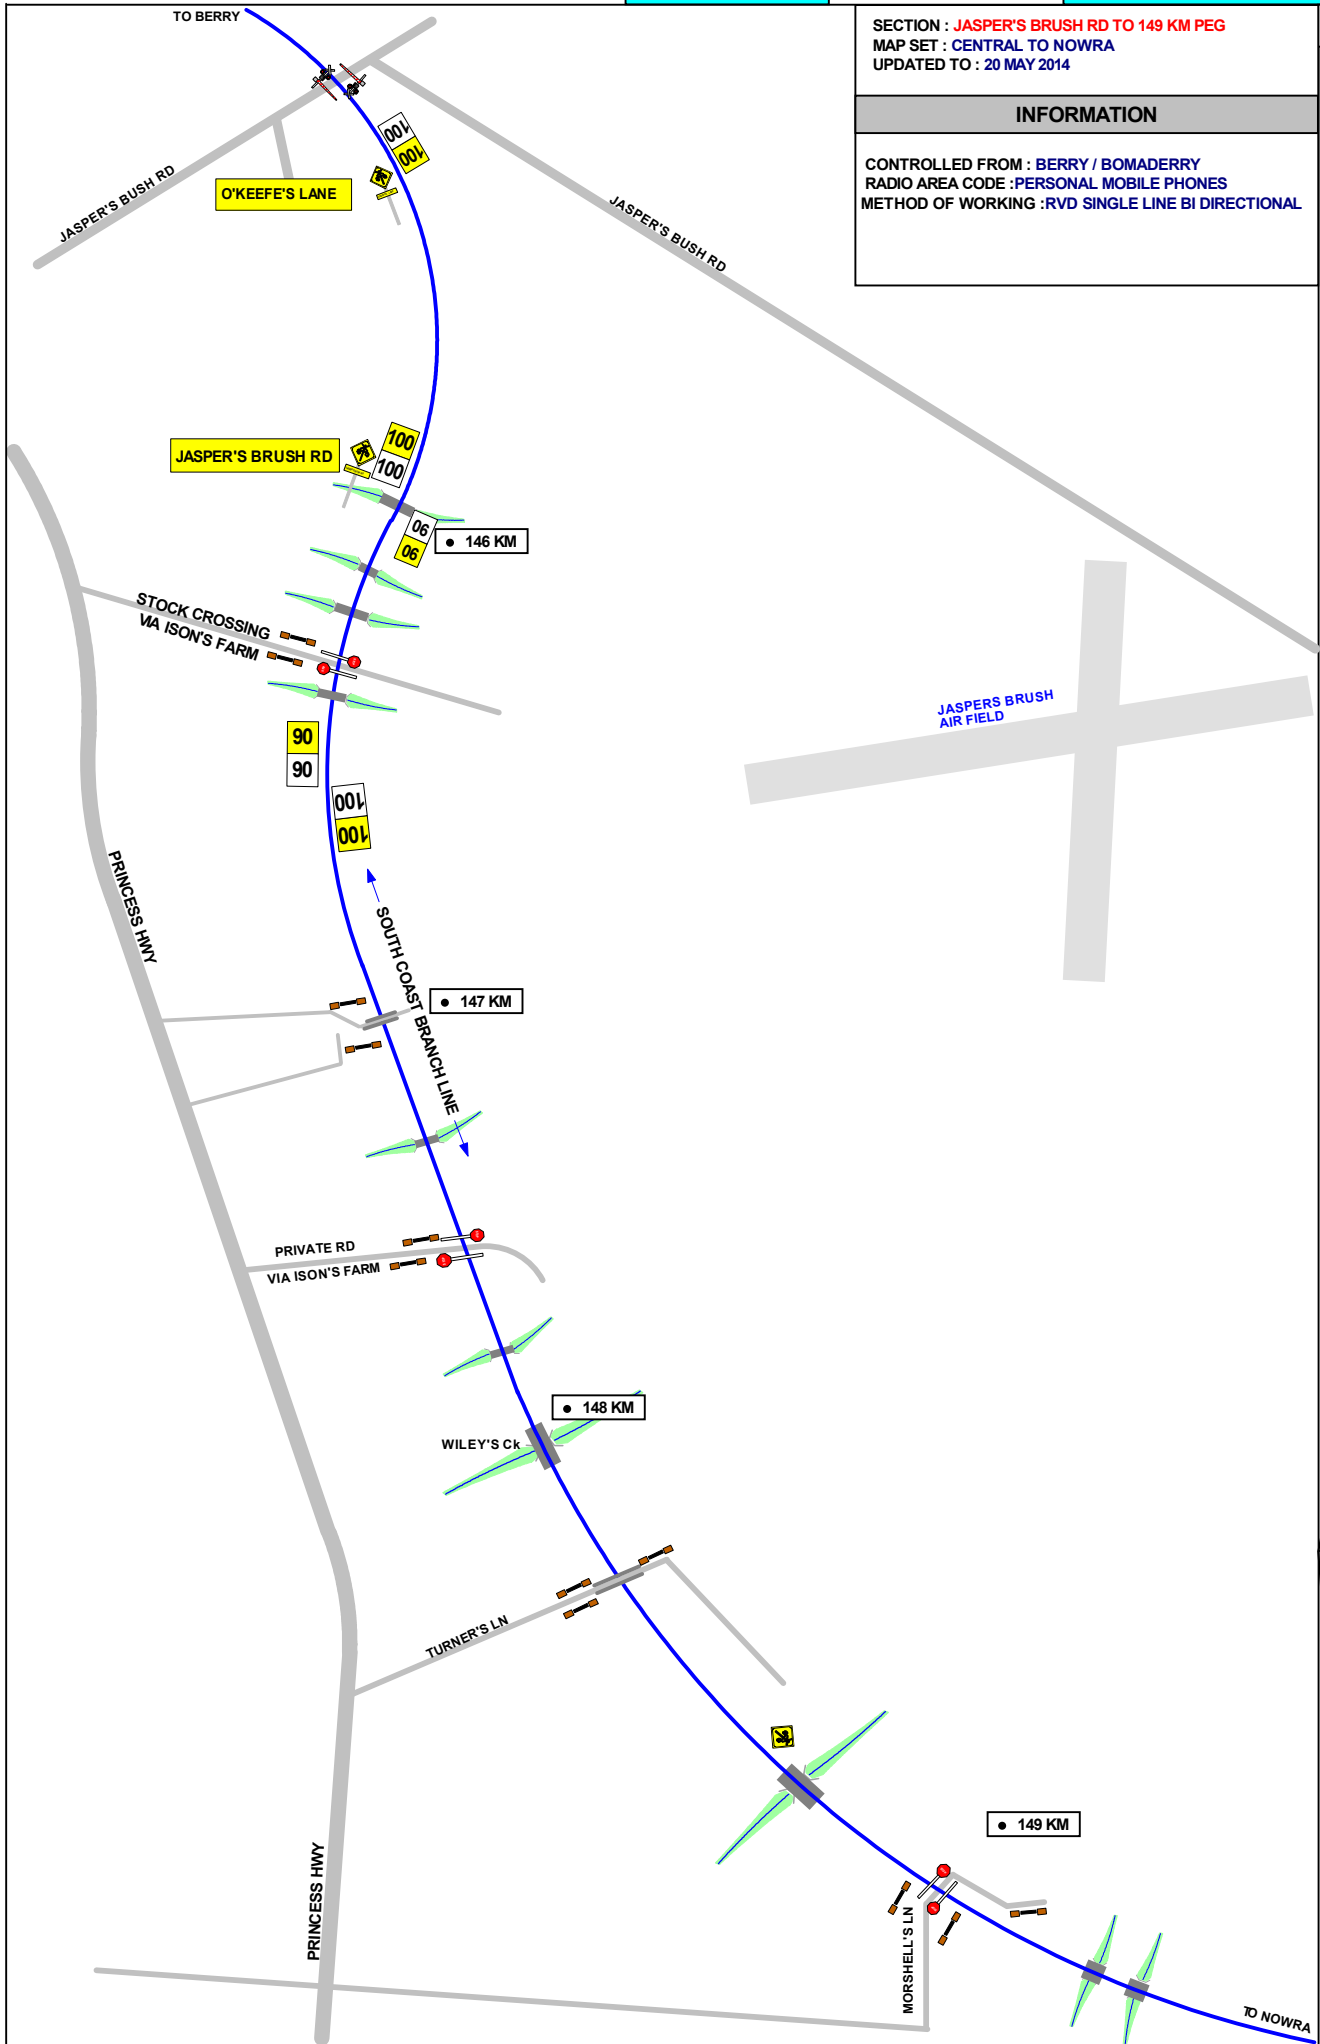 TO BERRY
SECTION : JASPER'S BRUSH RD TO 149 KM PEG
MAP SET : CENTRAL TO NOWRA
UPDATED TO : 20 MAY 2014
INFORMATION
CONTROLLED FROM : BERRY / BOMADERRY
RADIO AREA CODE :PERSONAL MOBILE PHONES
METHOD OF WORKING :RVD SINGLE LINE BI DIRECTIONAL
100
100
O'KEEFE'S LANE
JASPER'S BUSH RD
JASPER'S BUSH RD
100
100
JASPER'S BRUSH RD
90
90
146 KM
STOCK CROSSING
VIA ISON'S FARM
JASPERS BRUSH
AIR FIELD
90
90
100
100
PRINCESS HWY
SOUTH COAST BRANCH LINE
147 KM
PRIVATE RD
VIA ISON'S FARM
148 KM
WILEY'S Ck
TURNER'S LN
149 KM
PRINCESS HWY
MORSHELL'S LN
TO NOWRA